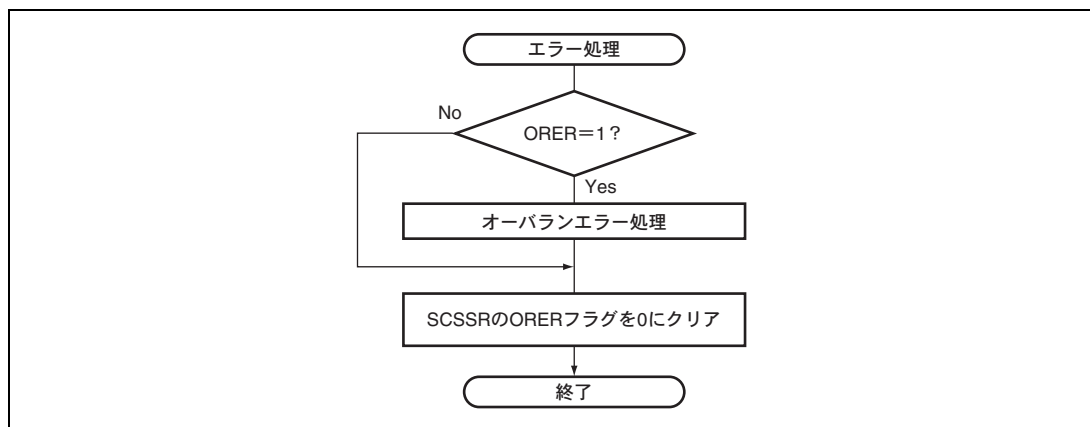 エラー処理
No
ORER＝1？
Yes
オーバランエラー処理
SCSSRのORERフラグを0にクリア
終了